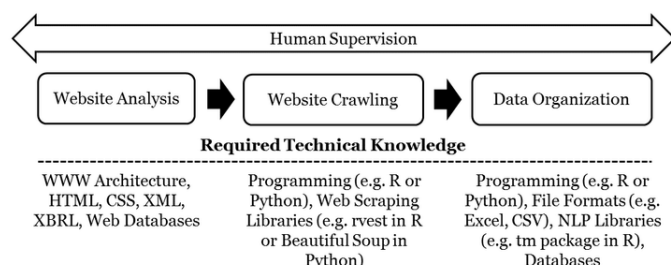 Human Supervision
Website Analysis
Website Crawling
Data Organization
Required Technical Knowledge
WWW Architecture,
HTML, CSS, XML,
XBRL, Web Databases
Programming (e.g. R or
Python), Web Scraping
Libraries (e.g. rvest in R
or Beautiful Soup in
Python)
Programming (e.g. R or
Python), File Formats (e.g.
Excel, CSV), NLP Libraries
(e.g. tm package in R),
Databases